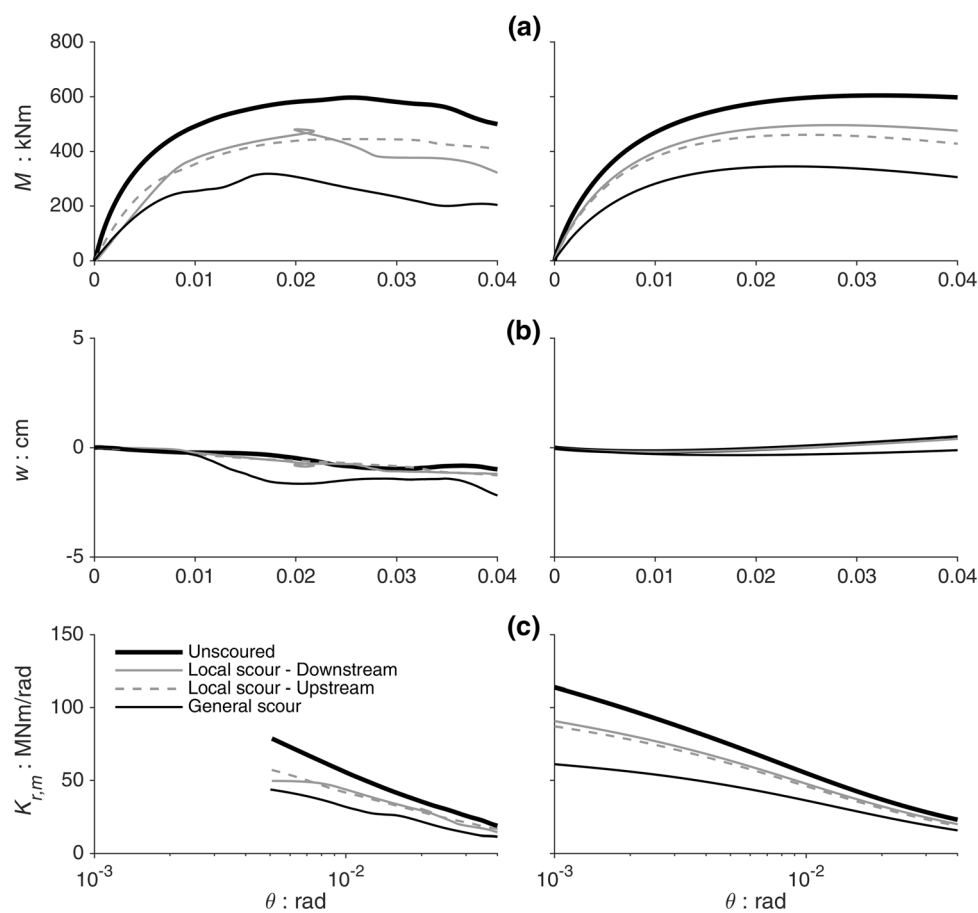 (a)
800
600
400
200
0
M : kNm
0 0.01 0.02 0.03 0.04
0 0.01 0.02 0.03 0.04
(b)
5
0
-5
w : cm
0 0.01 0.02 0.03 0.04
0 0.01 0.02 0.03 0.04
(c)
150
100
50
0
K_{r,m} : MNm/rad
Unscoured
Local scour - Downstream
Local scour - Upstream
General scour
10^{-3} 10^{-2}
10^{-3} 10^{-2}
θ : rad
θ : rad